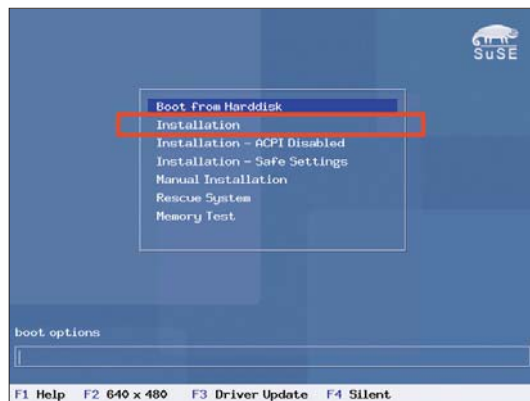 SuSE
Boot from Harddisk
Installation
Installation - ACPI Disabled
Installation - Safe Settings
Manual Installation
Rescue System
Memory Test
boot options
F1 Help F2 640 x 480 F3 Driver Update F4 Silent